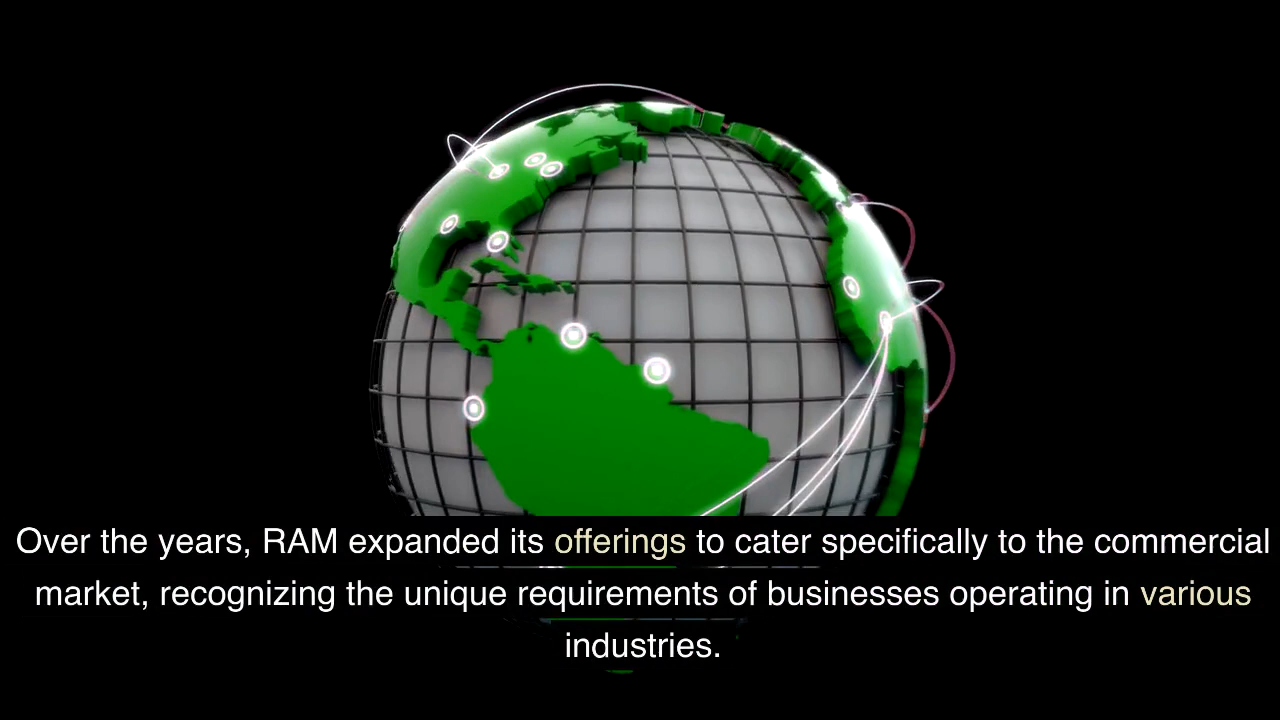 Over the years, RAM expanded its offerings to cater specifically to the commercial
market, recognizing the unique requirements of businesses operating in various
industries.